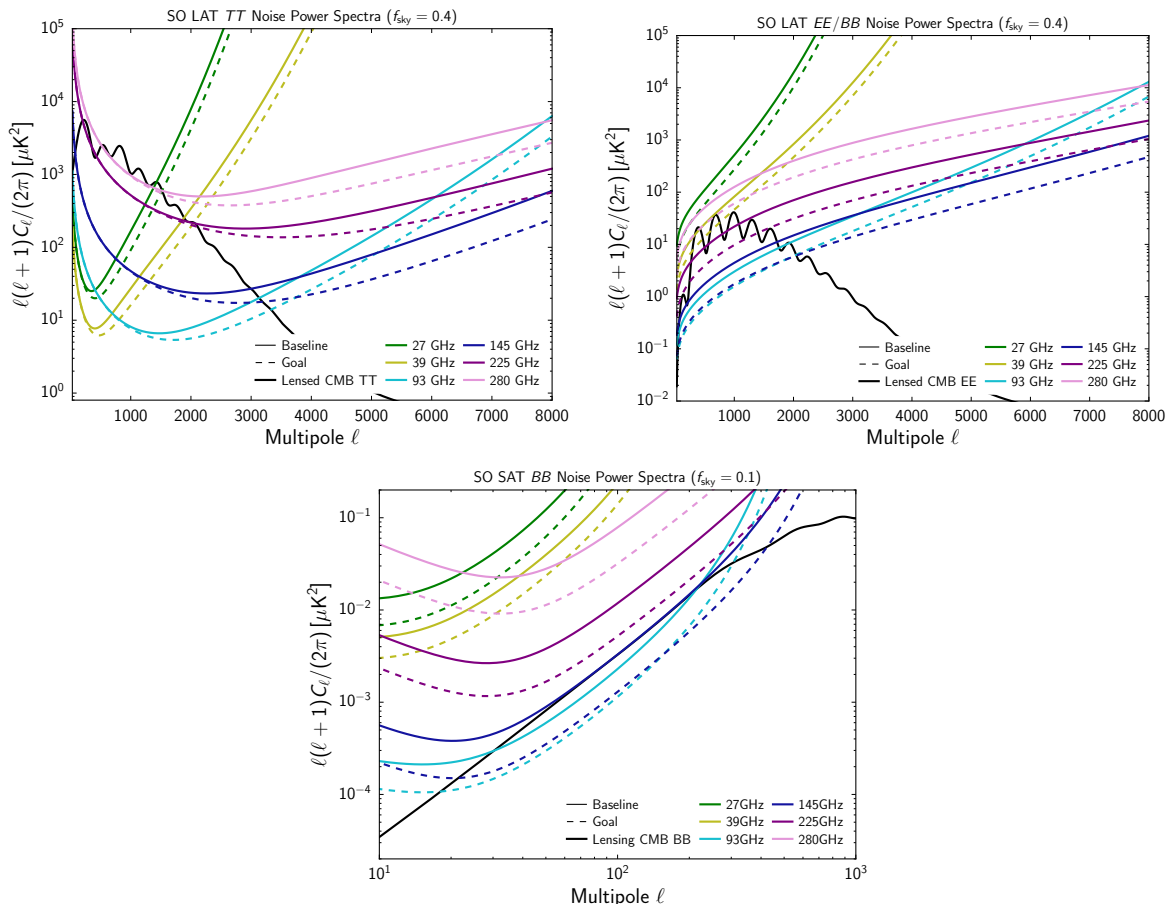 SO LAT TT Noise Power Spectra (f_sky = 0.4)
ℓ(ℓ + 1)C_ℓ/(2π) [μK²]
10⁵
10⁴
10³
10²
10¹
10⁰
Baseline
Goal
Lensed CMB TT
27 GHz
39 GHz
93 GHz
145 GHz
225 GHz
280 GHz
1000 2000 3000 4000 5000 6000 7000 8000
Multipole ℓ
SO LAT EE/BB Noise Power Spectra (f_sky = 0.4)
ℓ(ℓ + 1)C_ℓ/(2π) [μK²]
10⁵
10⁴
10³
10²
10¹
10⁰
10⁻¹
10⁻²
Baseline
Goal
Lensed CMB EE
27 GHz
39 GHz
93 GHz
145 GHz
225 GHz
280 GHz
1000 2000 3000 4000 5000 6000 7000 8000
Multipole ℓ
SO SAT BB Noise Power Spectra (f_sky = 0.1)
ℓ(ℓ + 1)C_ℓ/(2π) [μK²]
10⁻¹
10⁻²
10⁻³
10⁻⁴
Baseline
Goal
Lensing CMB BB
27GHz
39GHz
93GHz
145GHz
225GHz
280GHz
10¹ 10² 10³
Multipole ℓ